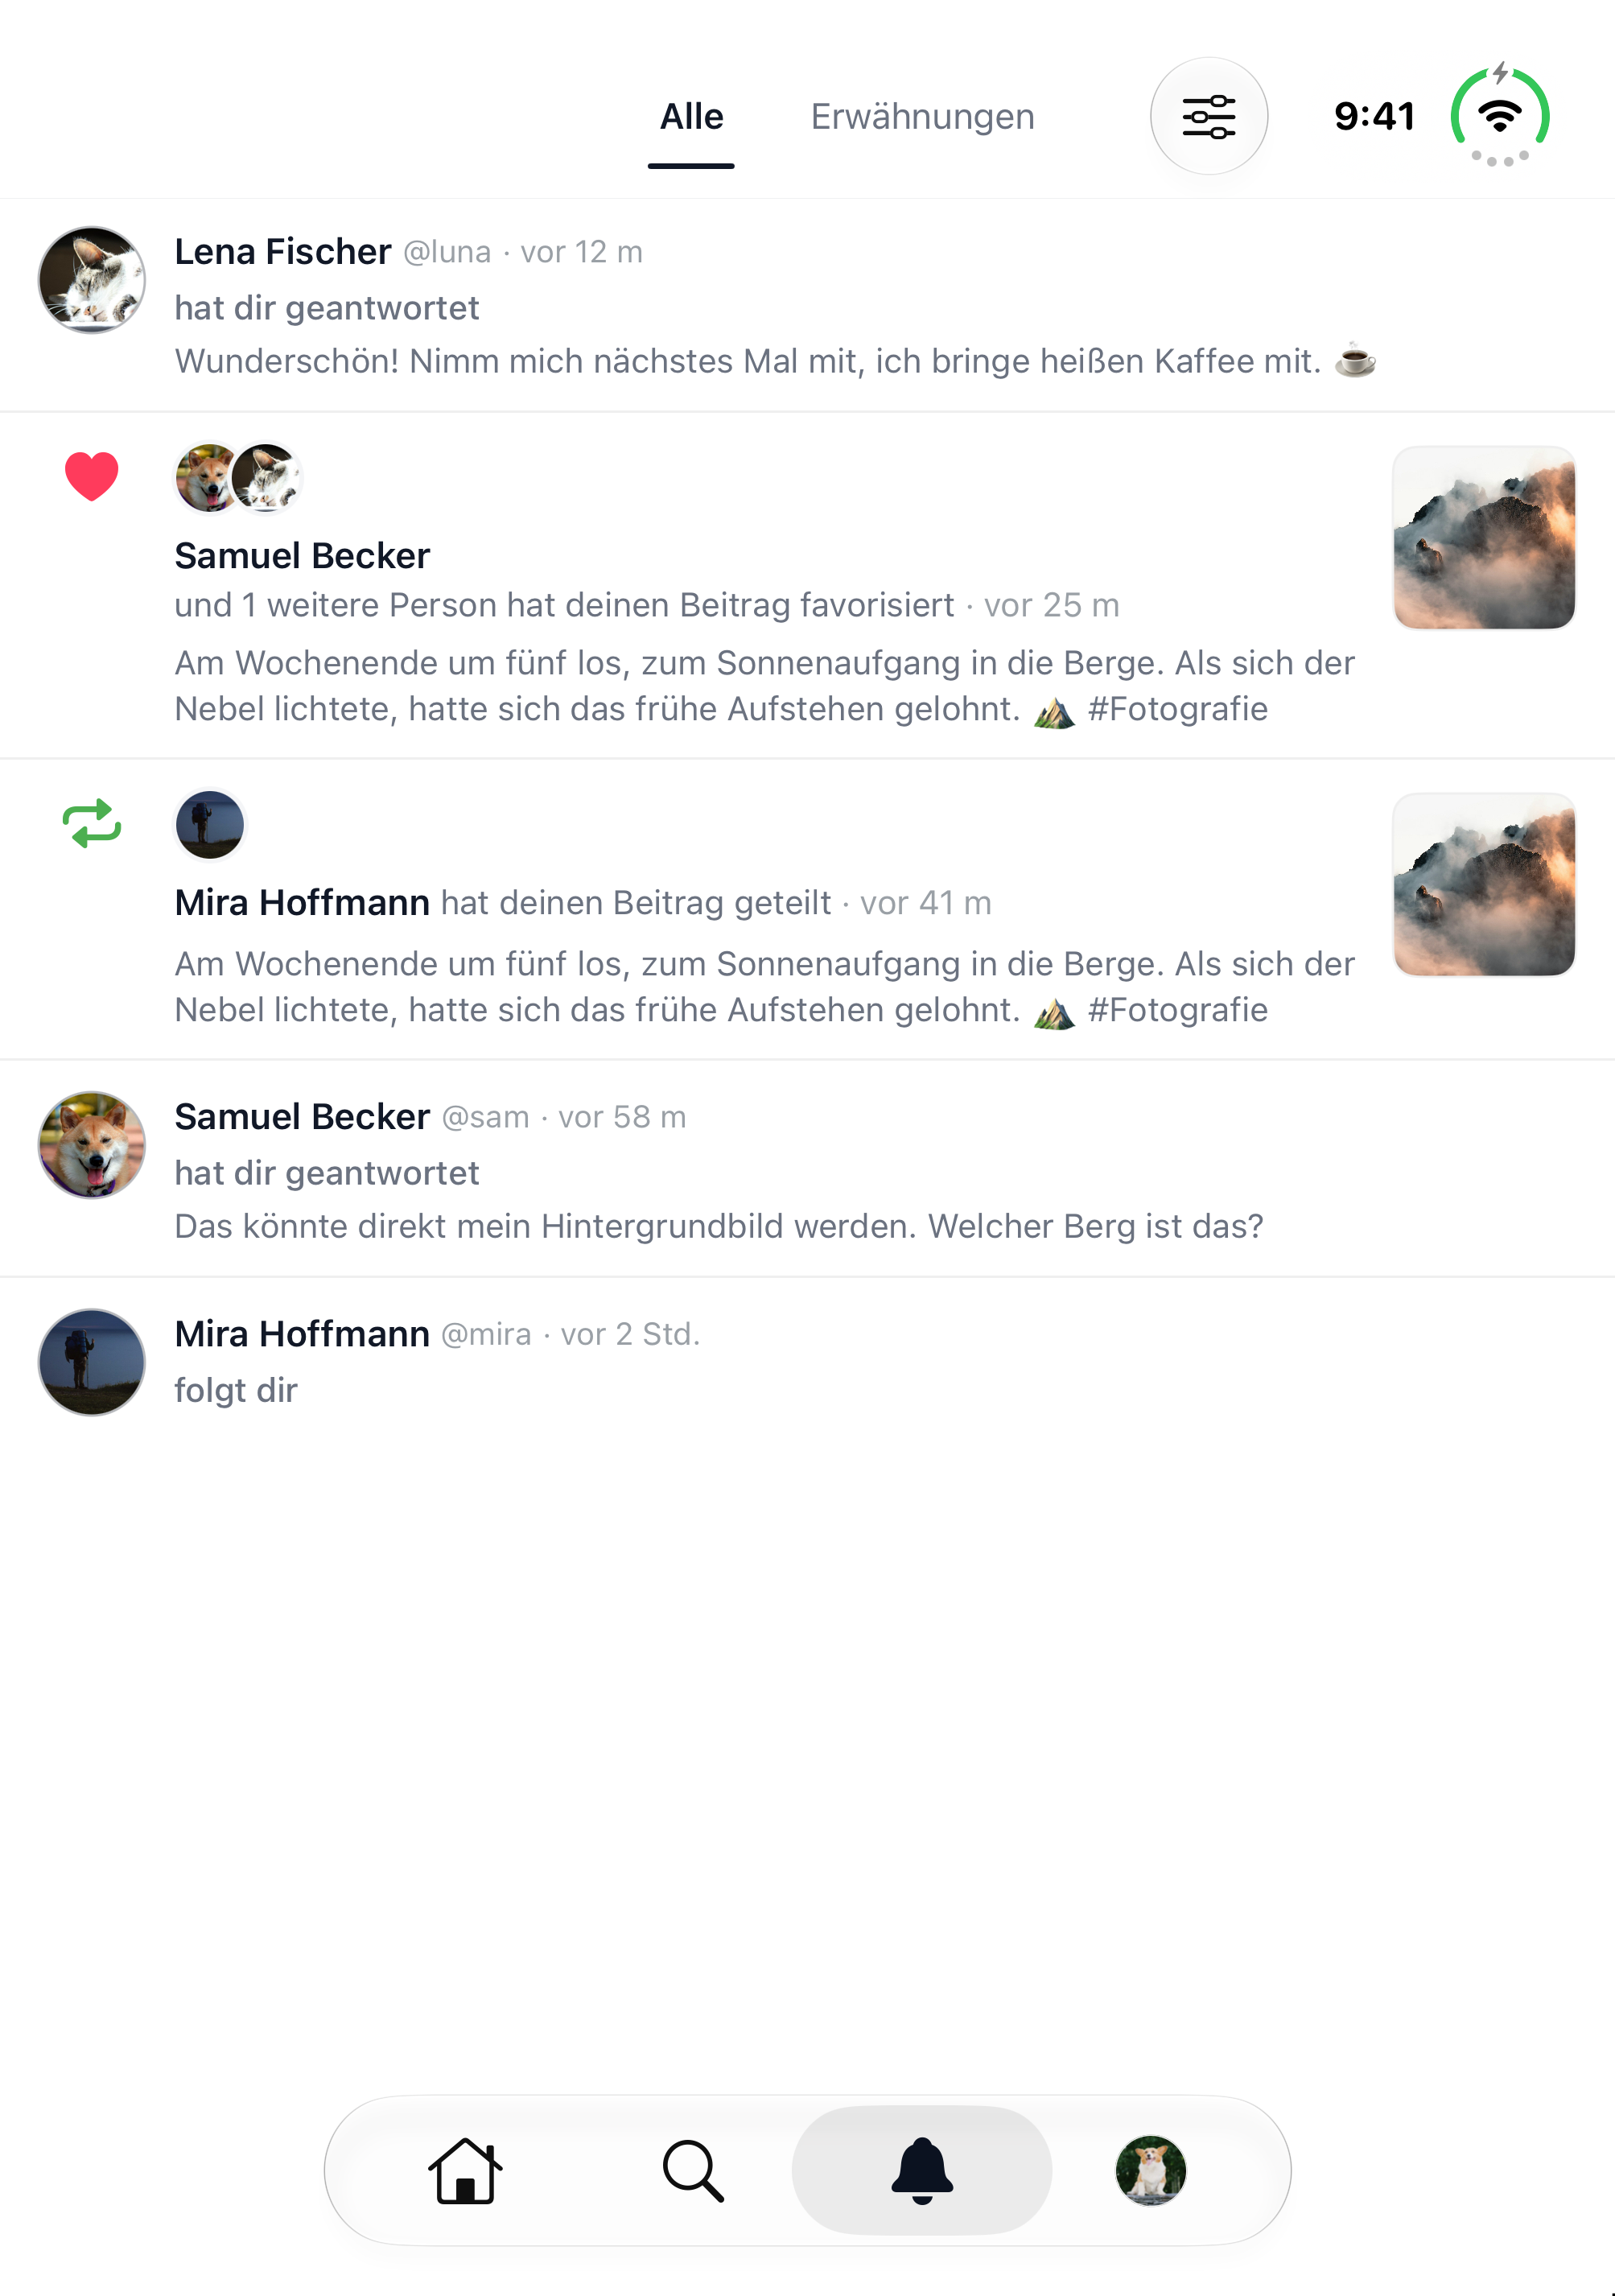 Alle Erwähnungen 9:41
Lena Fischer @luna · vor 12 m
hat dir geantwortet
Wunderschön! Nimm mich nächstes Mal mit, ich bringe heißen Kaffee mit. ☕
Samuel Becker
und 1 weitere Person hat deinen Beitrag favorisiert · vor 25 m
Am Wochenende um fünf los, zum Sonnenaufgang in die Berge. Als sich der
Nebel lichtete, hatte sich das frühe Aufstehen gelohnt. ⛰️ #Fotografie
Mira Hoffmann hat deinen Beitrag geteilt · vor 41 m
Am Wochenende um fünf los, zum Sonnenaufgang in die Berge. Als sich der
Nebel lichtete, hatte sich das frühe Aufstehen gelohnt. ⛰️ #Fotografie
Samuel Becker @sam · vor 58 m
hat dir geantwortet
Das könnte direkt mein Hintergrundbild werden. Welcher Berg ist das?
Mira Hoffmann @mira · vor 2 Std.
folgt dir